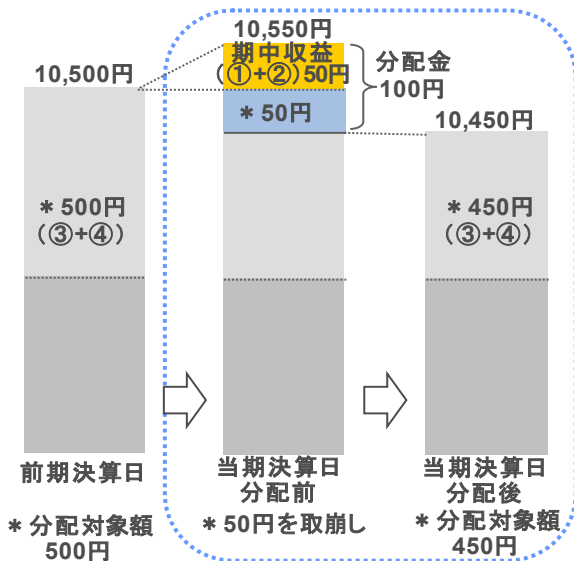 10,550円
10,500円
期中収益
(①+②)50円
分配金
100円
＊50円
10,450円
＊500円
(③+④)
＊450円
(③+④)
前期決算日
当期決算日
分配前
当期決算日
分配後
＊分配対象額
500円
＊50円を取崩し
＊分配対象額
450円